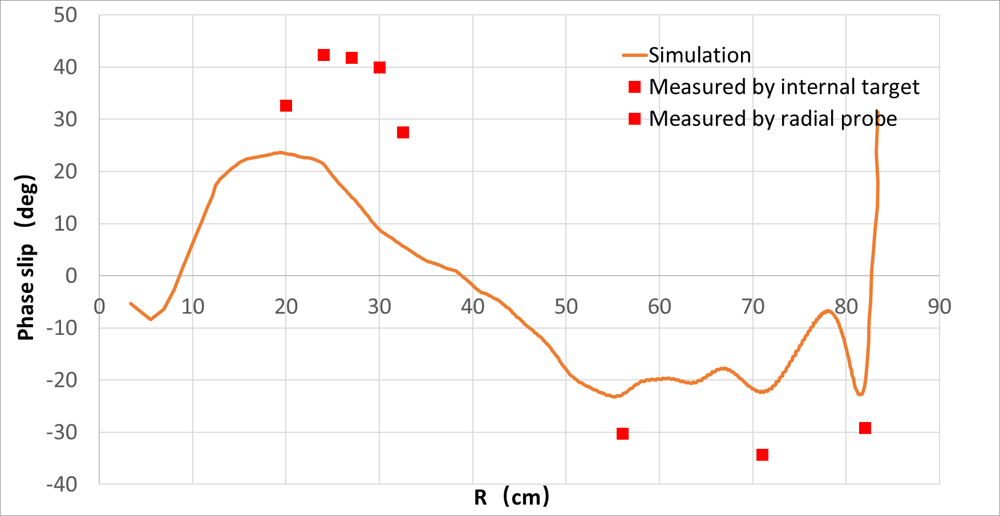 50
40
30
20
10
0
-10
-20
-30
-40
0 10 20 30 40 50 60 70 80 90
Phase slip (deg)
R (cm)
Simulation
Measured by internal target
Measured by radial probe